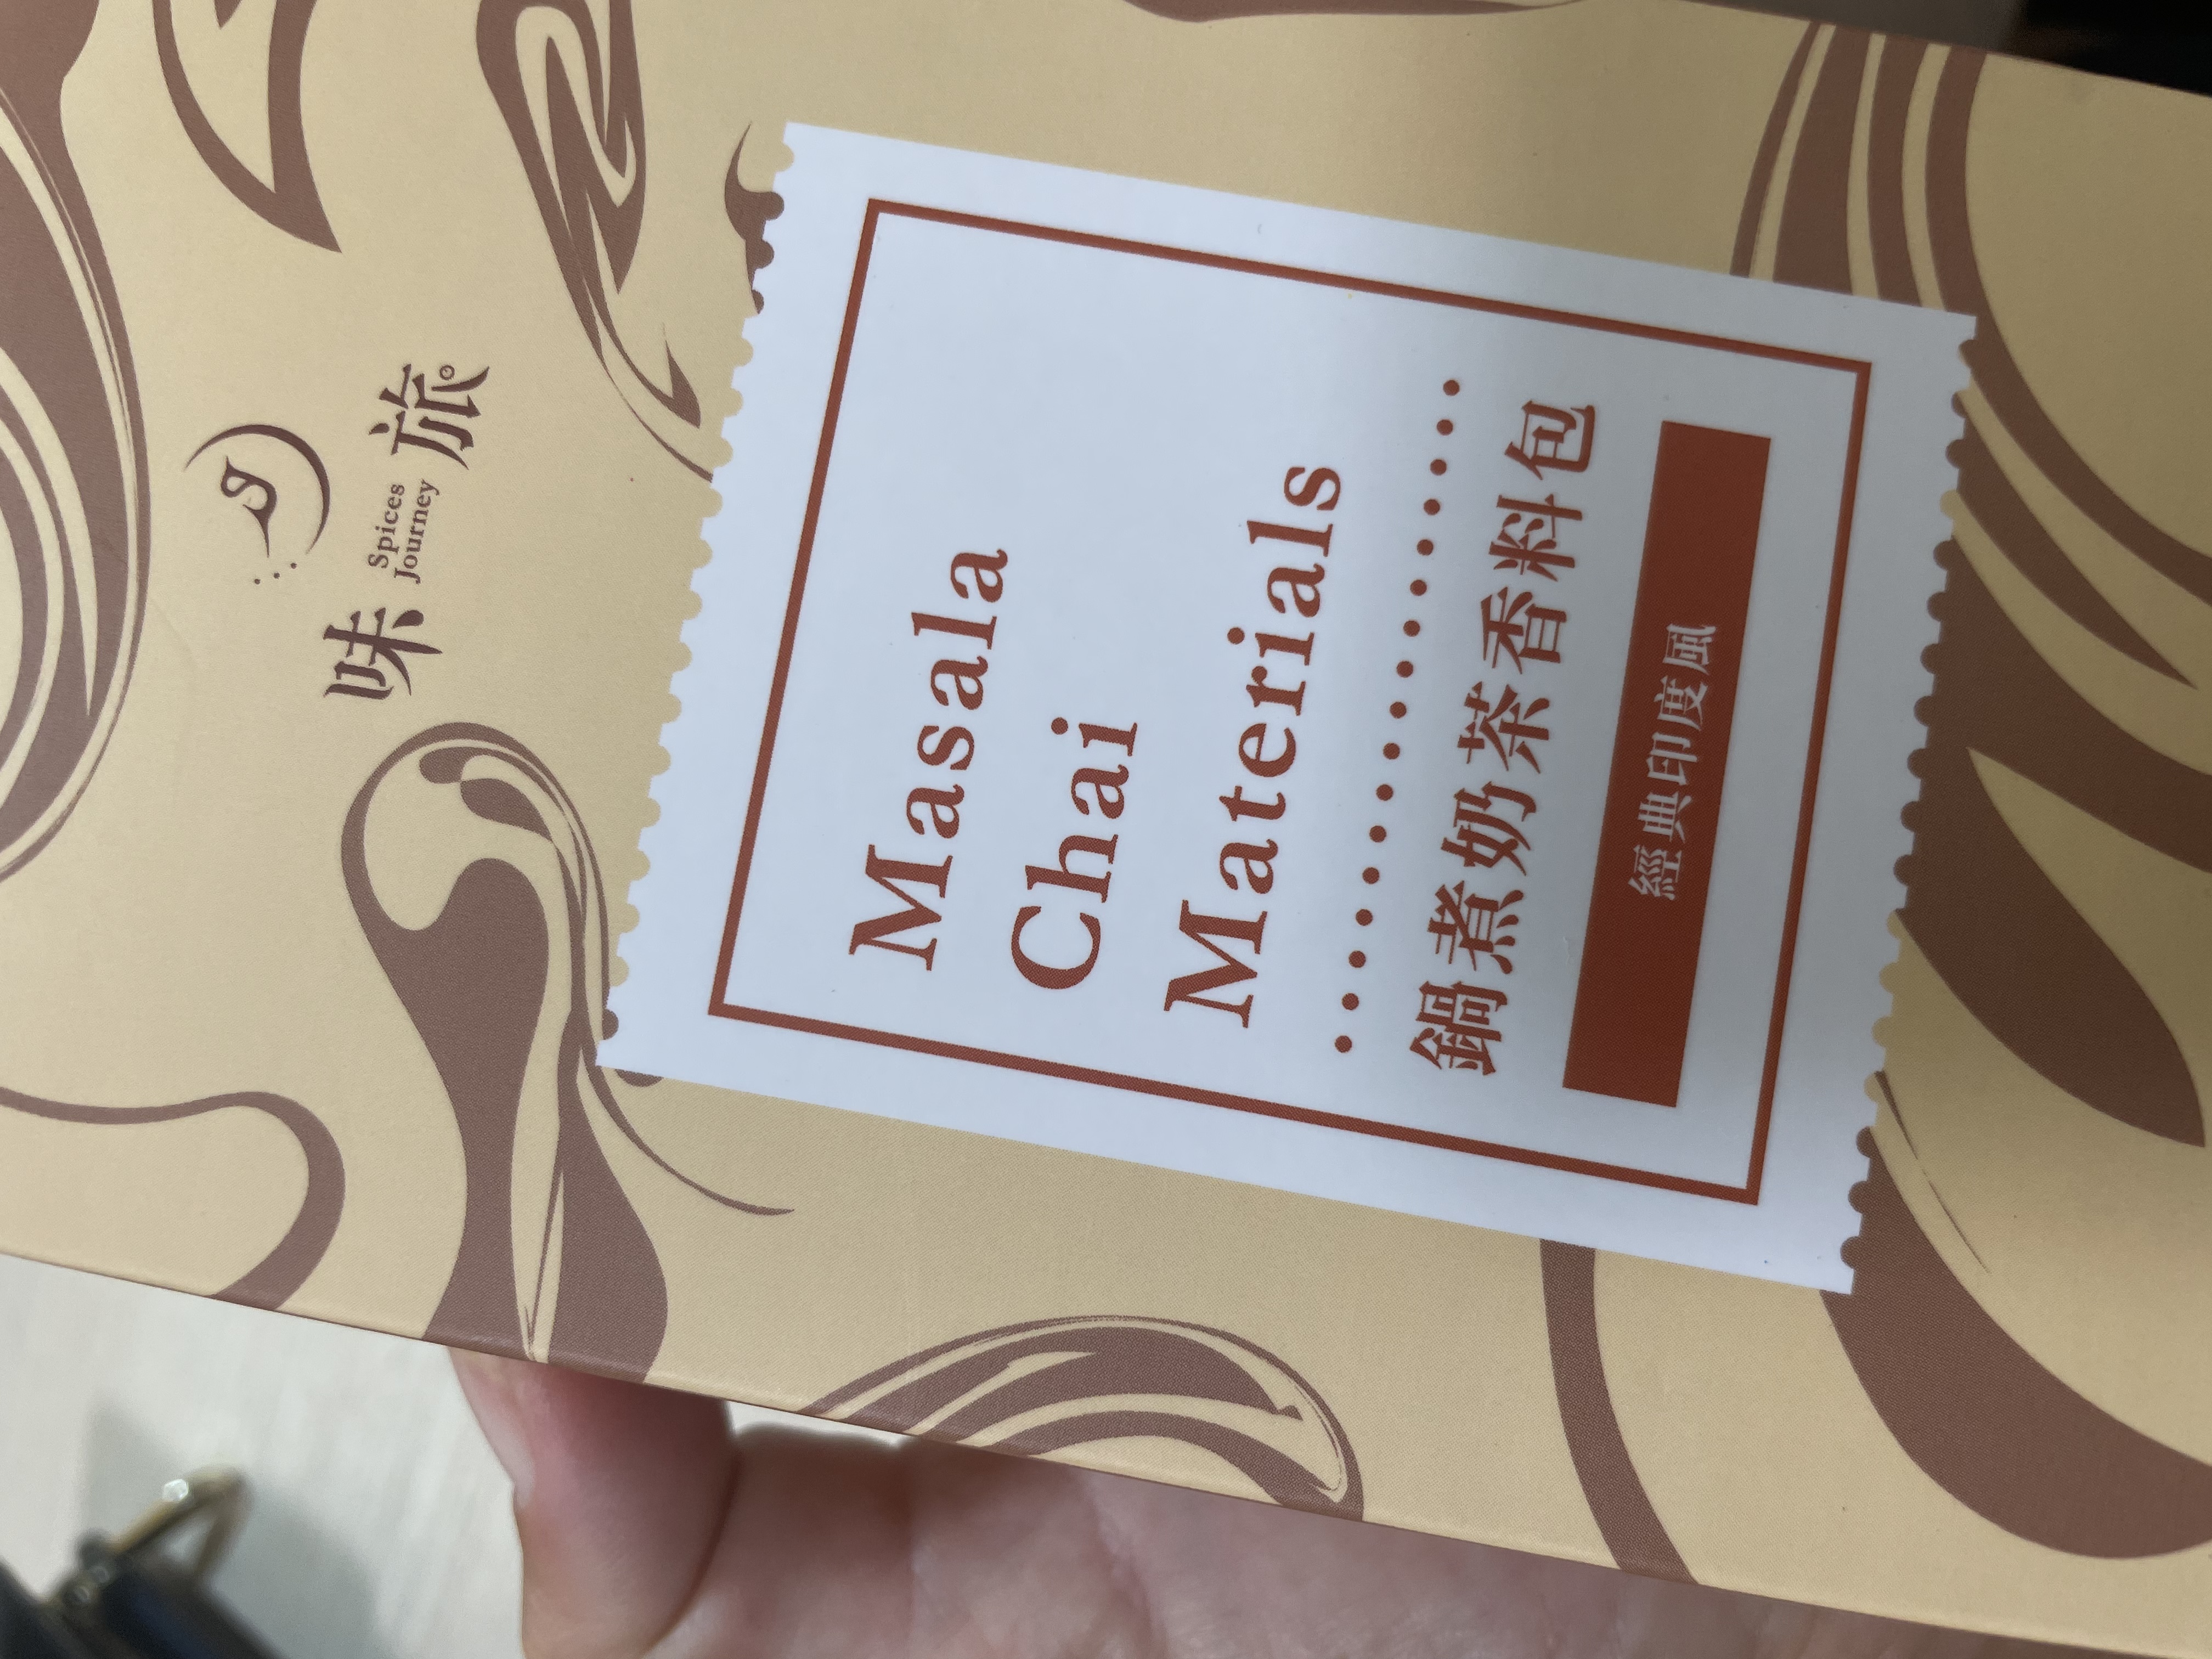 味 Spices Journey 旅
Masala
Chai
Materials
鍋煮奶茶香料包
經典印度風